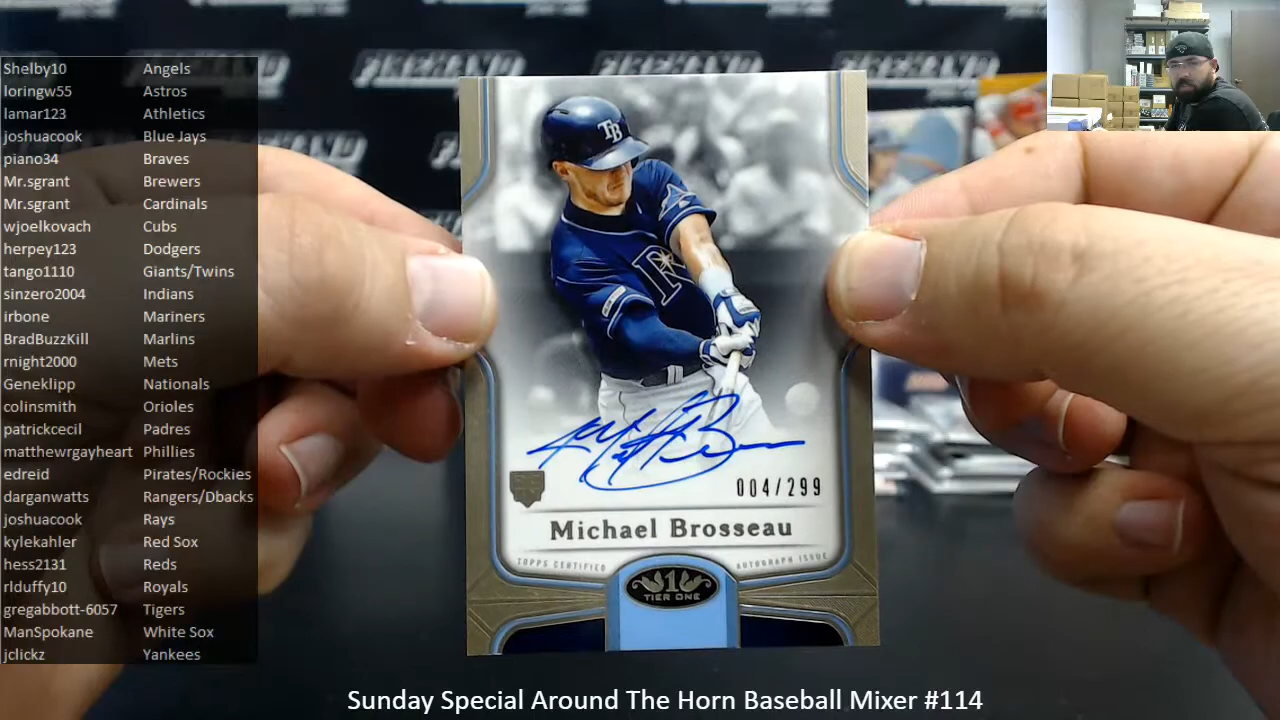 Shelby10 Angels
loringw55 Astros
lamar123 Athletics
joshuacook Blue Jays
piano34 Braves
Mr.sgrant Brewers
Mr.sgrant Cardinals
wjoelkovach Cubs
herpey123 Dodgers
tango1110 Giants/Twins
sinzero2004 Indians
irbone Mariners
BradBuzzKill Marlins
rnight2000 Mets
Geneklipp Nationals
colinsmith Orioles
patrickcecil Padres
matthewrgayheart Phillies
edreid Pirates/Rockies
darganwatts Rangers/Dbacks
joshuacook Rays
kylekahler Red Sox
hess2131 Reds
rlduffy10 Royals
gregabbott-6057 Tigers
ManSpokane White Sox
jclickz Yankees
FIREHAND
TB
R
004/299
Michael Brosseau
TOPPS CERTIFIED AUTOGRAPH ISSUE
1
TIER ONE
Sunday Special Around The Horn Baseball Mixer #114